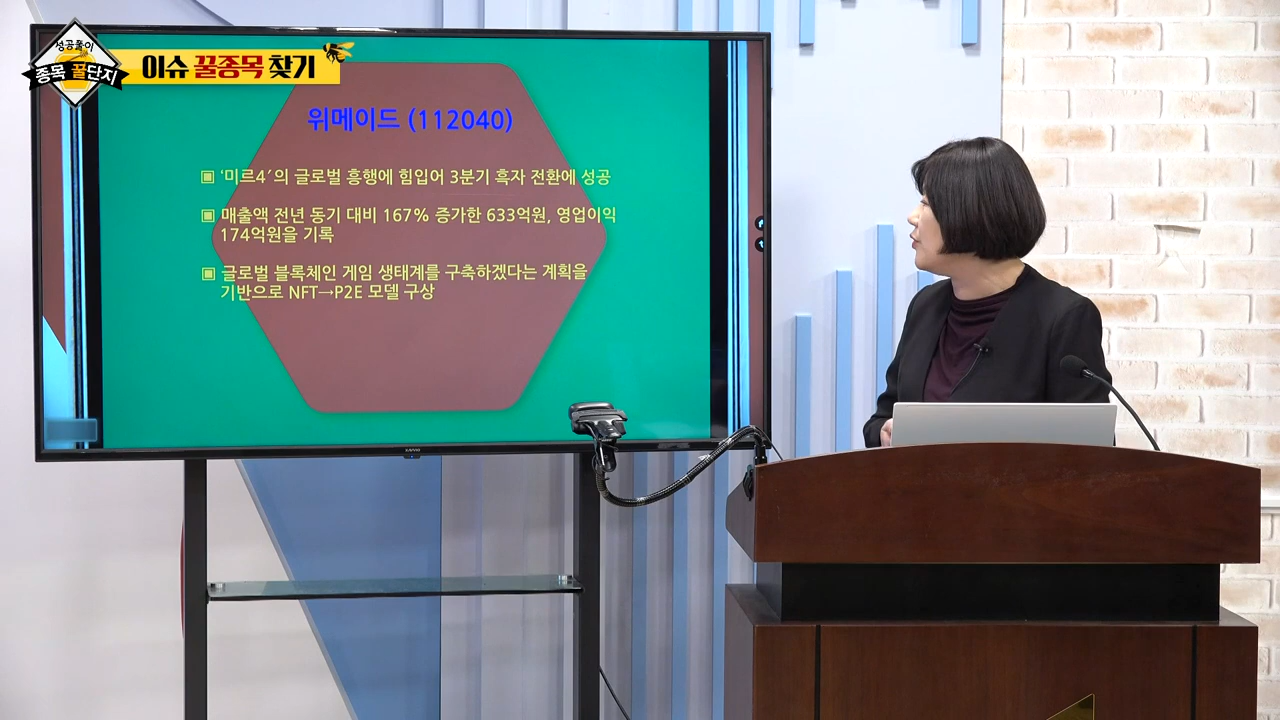 성공풀이
종목 꿀단지
이슈 꿀종목 찾기
위메이드 (112040)
▣ ‘미르4’의 글로벌 흥행에 힘입어 3분기 흑자 전환에 성공
▣ 매출액 전년 동기 대비 167% 증가한 633억원, 영업이익
174억원을 기록
▣ 글로벌 블록체인 게임 생태계를 구축하겠다는 계획을
기반으로 NFT→P2E 모델 구상